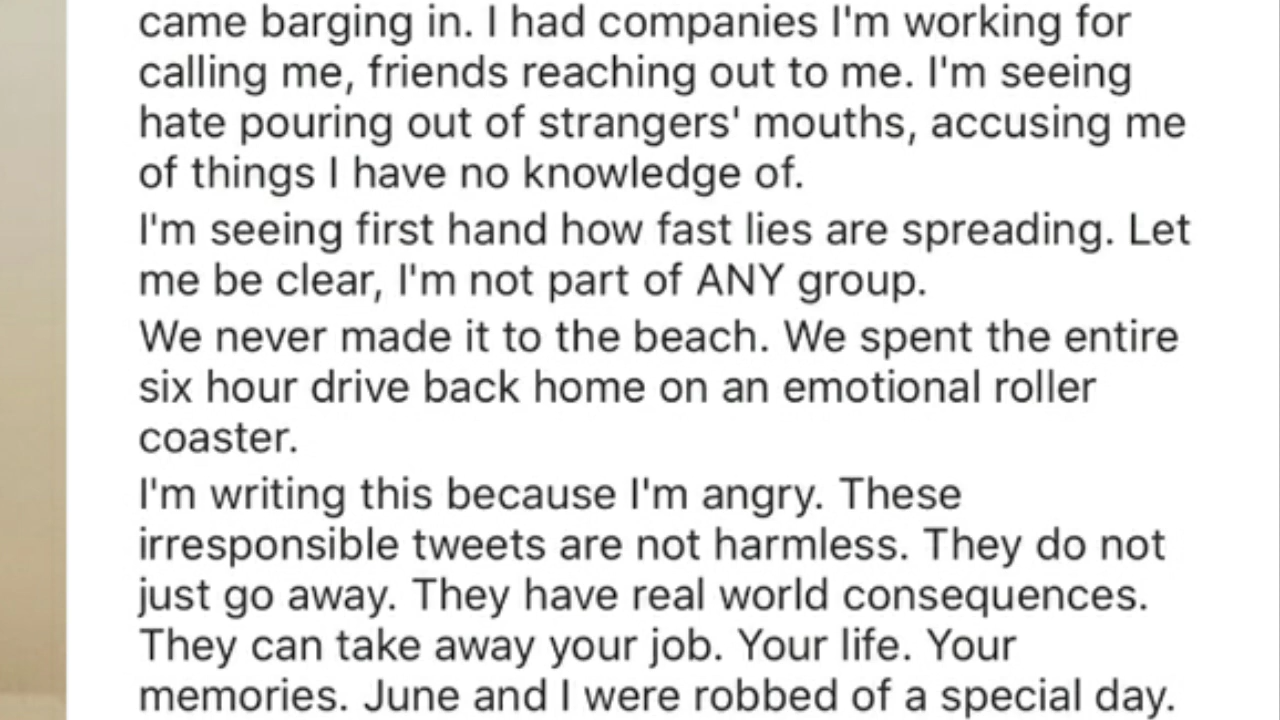 came barging in. I had companies I'm working for
calling me, friends reaching out to me. I'm seeing
hate pouring out of strangers' mouths, accusing me
of things I have no knowledge of.
I'm seeing first hand how fast lies are spreading. Let
me be clear, I'm not part of ANY group.
We never made it to the beach. We spent the entire
six hour drive back home on an emotional roller
coaster.
I'm writing this because I'm angry. These
irresponsible tweets are not harmless. They do not
just go away. They have real world consequences.
They can take away your job. Your life. Your
memories. June and I were robbed of a special day.